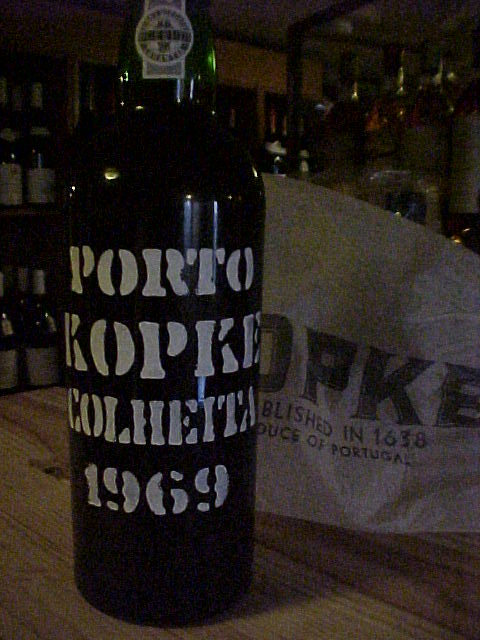 PORTO
KOPKE
COLHEITA
1969
OPKE
BLISHED IN 1638
DUCE OF PORTUGAL